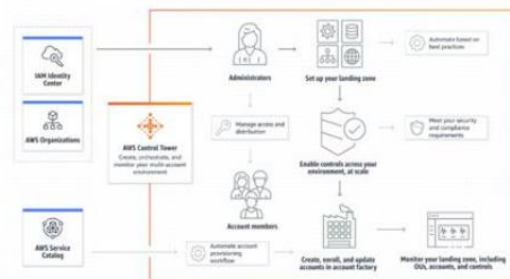 IAM Identity
Center
AWS Organizations
AWS Control Tower
Create, orchestrate, and
monitor your multi-account
environment
AWS Service
Catalog
Administrators
Manage access and
distribution
Account members
Automate account
provisioning
workflow
Set up your landing zone
Automate based on
best practices
Enable controls across your
environment, at scale
Meet your security
and compliance
requirements
Create, enroll, and update
accounts in account factory
Monitor your landing zone, including
OUs, accounts, and controls